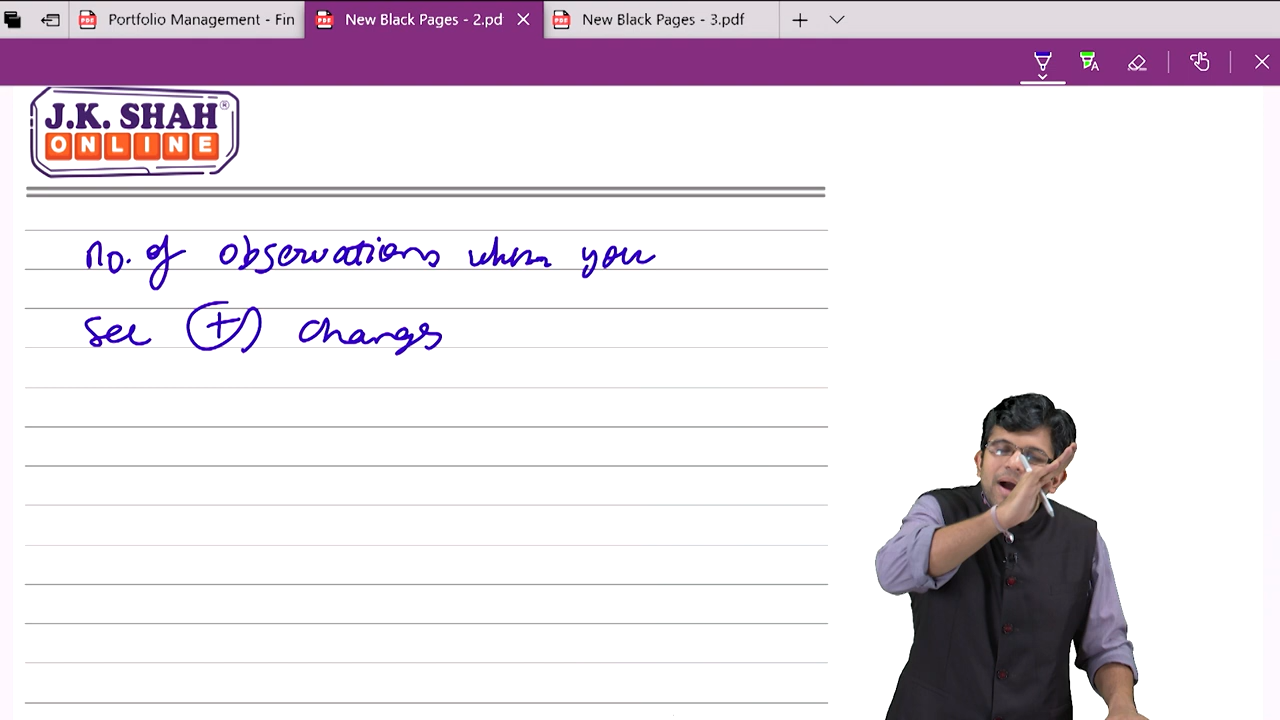 Portfolio Management - Fin
New Black Pages - 2.pd
New Black Pages - 3.pdf
J.K. SHAH®
ONLINE
no. of observations when you
see (+) changes